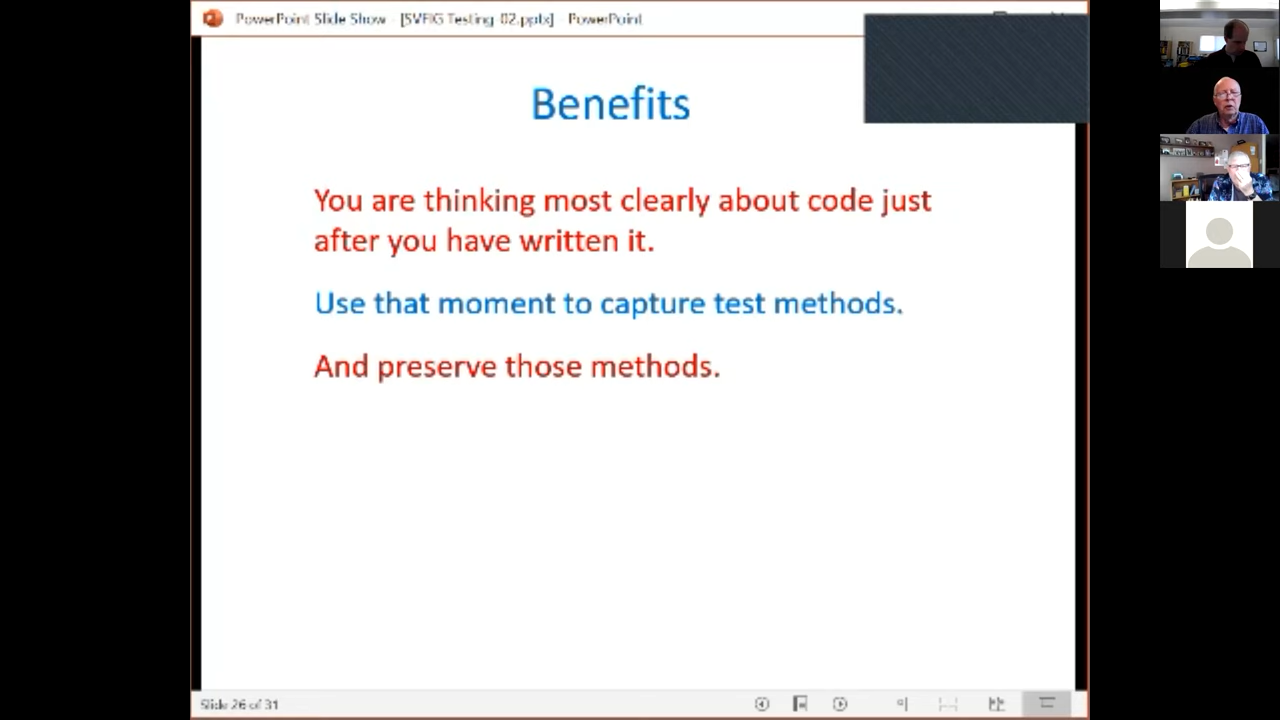 PowerPoint Slide Show - [SVFIG Testing 02.pptx] - PowerPoint
Benefits
You are thinking most clearly about code just
after you have written it.
Use that moment to capture test methods.
And preserve those methods.
Slide 26 of 31